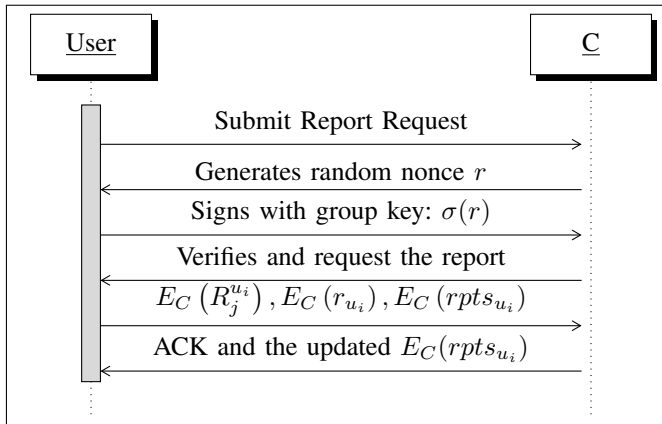 User C
Submit Report Request
Generates random nonce r
Signs with group key: σ(r)
Verifies and request the report
E_C (R_j^{u_i}) , E_C (r_{u_i}) , E_C (rpts_{u_i})
ACK and the updated E_C(rpts_{u_i})